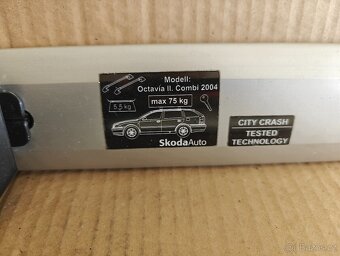 Modell:
Octavia II. Combi 2004
5,5 kg
max 75 kg
SkodaAuto
CITY CRASH
TESTED
TECHNOLOGY